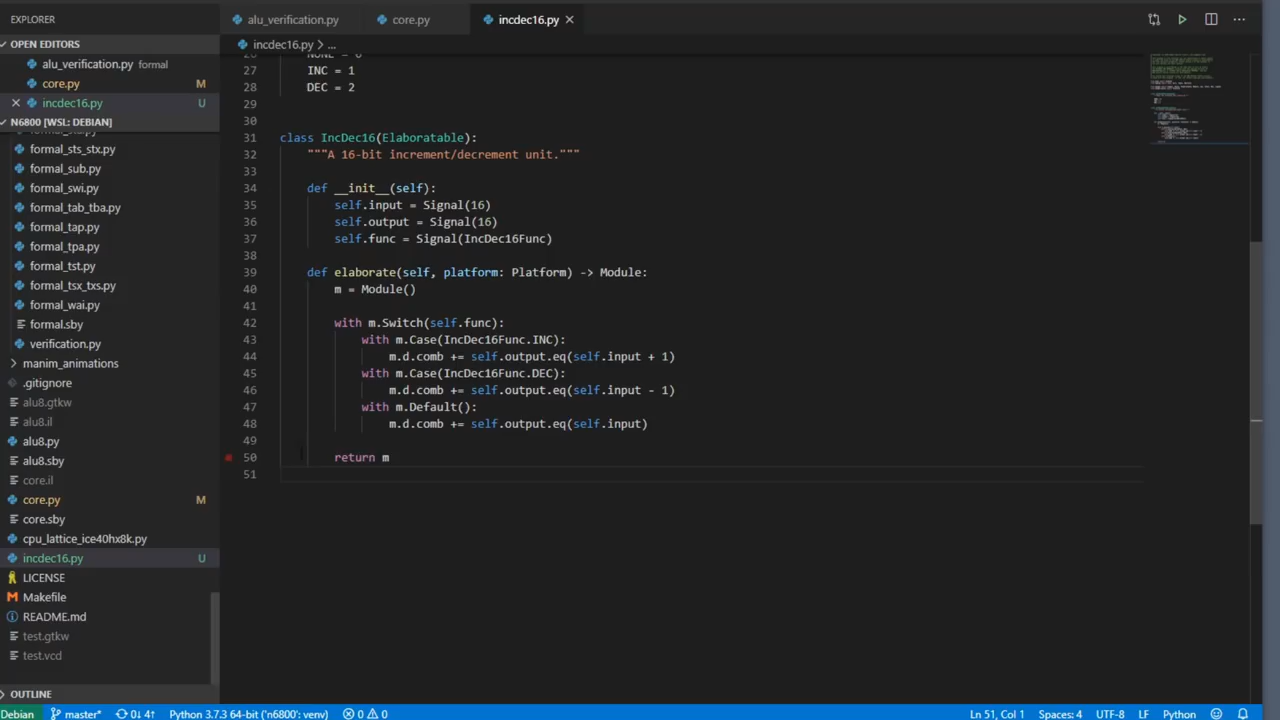 EXPLORER
OPEN EDITORS
alu_verification.py formal
core.py M
incdec16.py U
N6800 [WSL: DEBIAN]
formal_sts_stx.py
formal_sub.py
formal_swi.py
formal_tab_tba.py
formal_tap.py
formal_tpa.py
formal_tst.py
formal_tsx_txs.py
formal_wai.py
formal.sby
verification.py
manim_animations
.gitignore
alu8.gtkw
alu8.il
alu8.py
alu8.sby
core.il
core.py M
core.sby
cpu_lattice_ice40hx8k.py
incdec16.py U
LICENSE
Makefile
README.md
test.gtkw
test.vcd
OUTLINE
alu_verification.py core.py incdec16.py
incdec16.py > ...
27 INC = 1
28 DEC = 2
29
30
31 class IncDec16(Elaboratable):
32 """A 16-bit increment/decrement unit."""
33
34 def __init__(self):
35 self.input = Signal(16)
36 self.output = Signal(16)
37 self.func = Signal(IncDec16Func)
38
39 def elaborate(self, platform: Platform) -> Module:
40 m = Module()
41
42 with m.Switch(self.func):
43 with m.Case(IncDec16Func.INC):
44 m.d.comb += self.output.eq(self.input + 1)
45 with m.Case(IncDec16Func.DEC):
46 m.d.comb += self.output.eq(self.input - 1)
47 with m.Default():
48 m.d.comb += self.output.eq(self.input)
49
50 return m
51
Debian master* 0↓ 4↑ Python 3.7.3 64-bit ('n6800': venv) 0 0 Ln 51, Col 1 Spaces: 4 UTF-8 LF Python